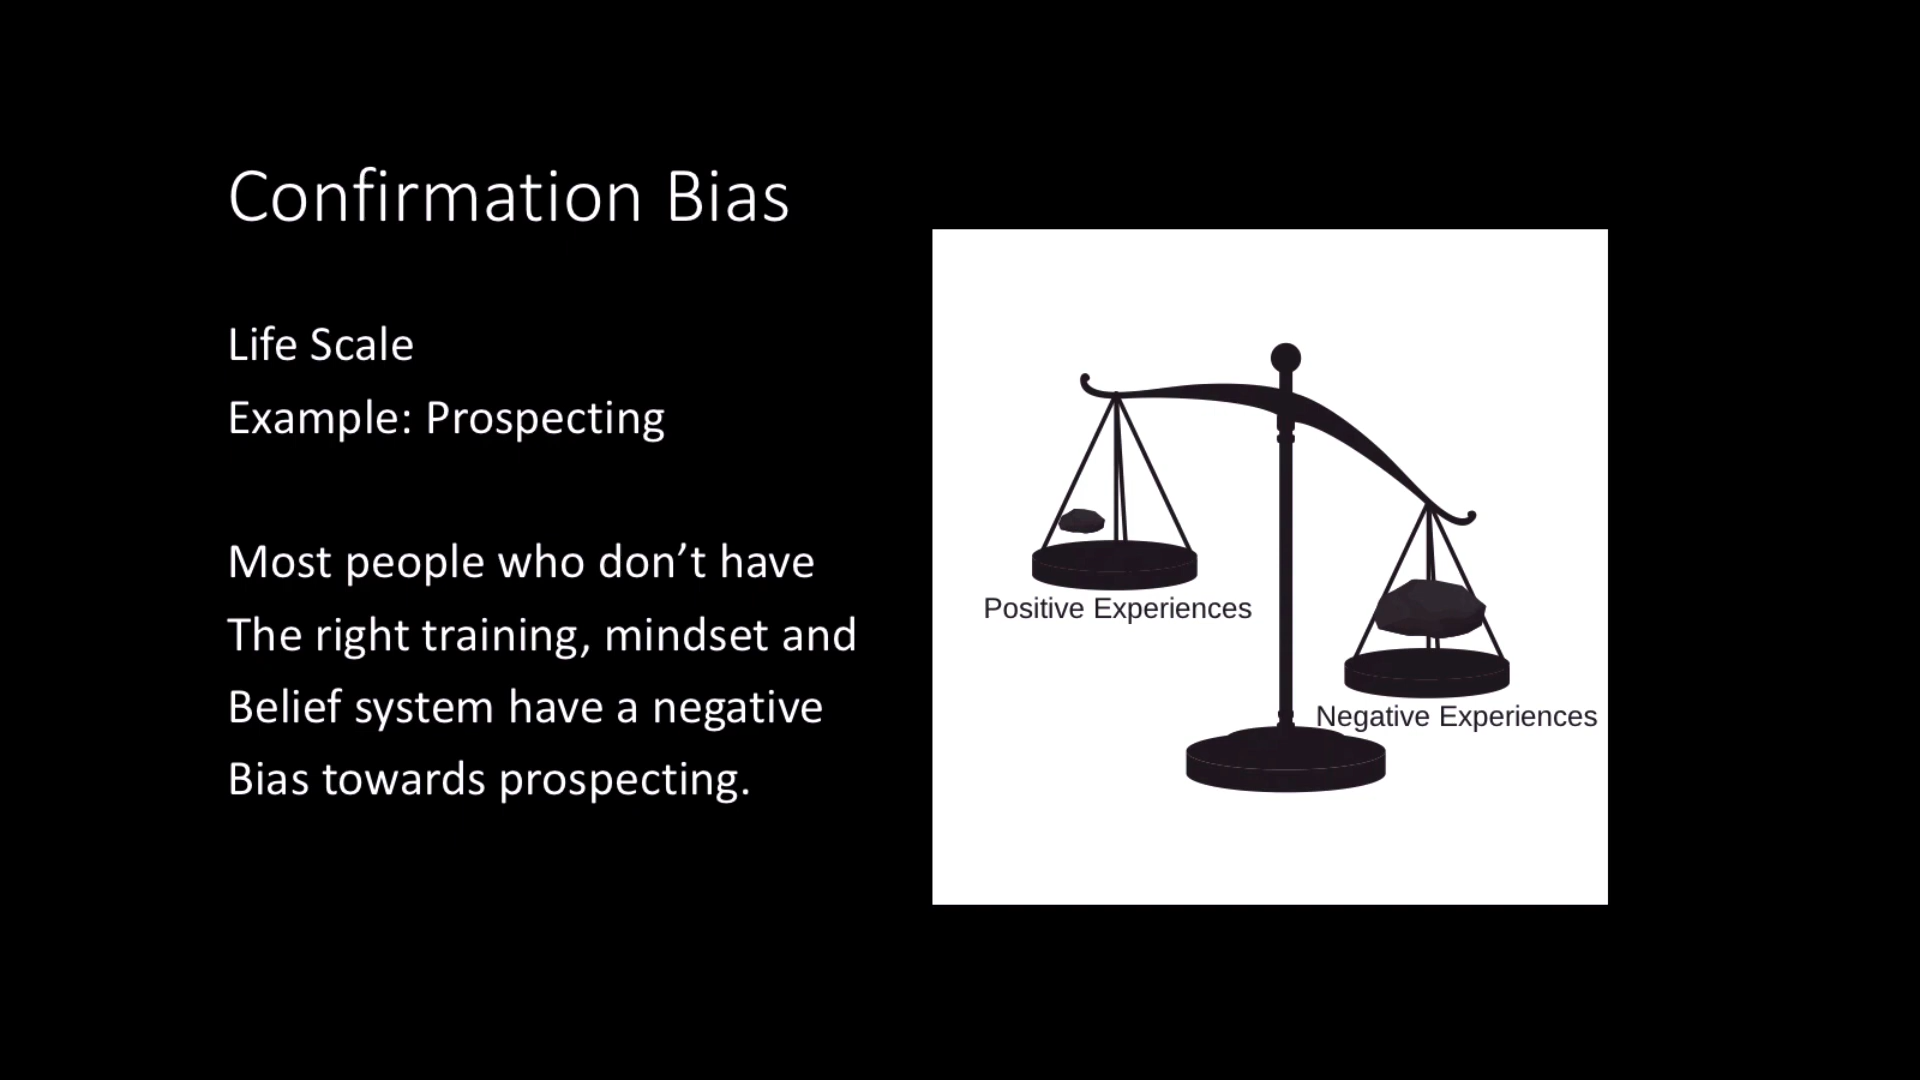 Confirmation Bias
Life Scale
Example: Prospecting
Most people who don’t have
The right training, mindset and
Belief system have a negative
Bias towards prospecting.
Positive Experiences
Negative Experiences